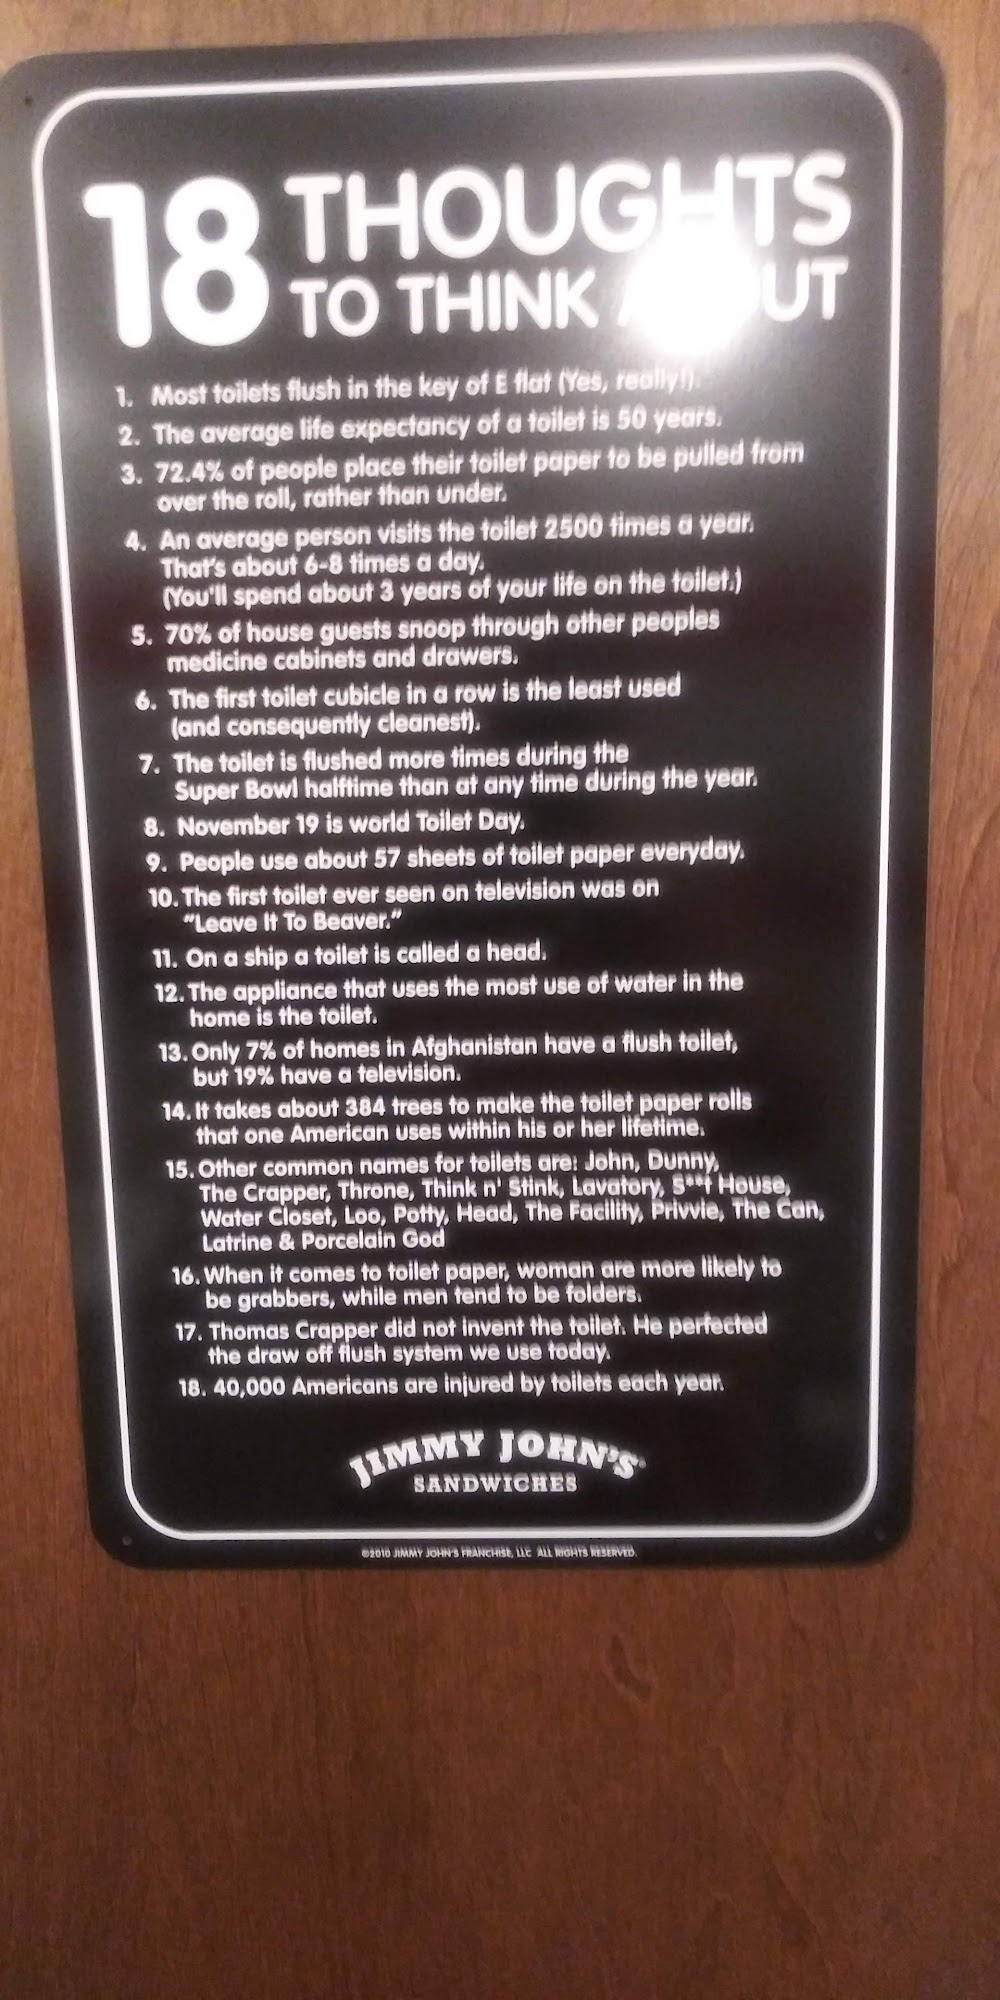 18 THOUGHTS
TO THINK
1. Most toilets flush in the key of E flat (Yes, really!).
2. The average life expectancy of a toilet is 50 years.
3. 72.4% of people place their toilet paper to be pulled from
over the roll, rather than under.
4. An average person visits the toilet 2500 times a year.
That's about 6-8 times a day.
(You'll spend about 3 years of your life on the toilet.)
5. 70% of house guests snoop through other peoples
medicine cabinets and drawers.
6. The first toilet cubicle in a row is the least used
(and consequently cleanest).
7. The toilet is flushed more times during the
Super Bowl halftime than at any time during the year.
8. November 19 is world Toilet Day.
9. People use about 57 sheets of toilet paper everyday.
10. The first toilet ever seen on television was on
"Leave It To Beaver."
11. On a ship a toilet is called a head.
12. The appliance that uses the most use of water in the
home is the toilet.
13. Only 7% of homes in Afghanistan have a flush toilet,
but 19% have a television.
14. It takes about 384 trees to make the toilet paper rolls
that one American uses within his or her lifetime.
15. Other common names for toilets are: John, Dunny,
The Crapper, Throne, Think n' Stink, Lavatory, S**t House,
Water Closet, Loo, Potty, Head, The Facility, Privvie, The Can,
Latrine & Porcelain God
16. When it comes to toilet paper, woman are more likely to
be grabbers, while men tend to be folders.
17. Thomas Crapper did not invent the toilet. He perfected
the draw off flush system we use today.
18. 40,000 Americans are injured by toilets each year.
JIMMY JOHN'S
SANDWICHES
©2010 JIMMY JOHN'S FRANCHISE, LLC ALL RIGHTS RESERVED.